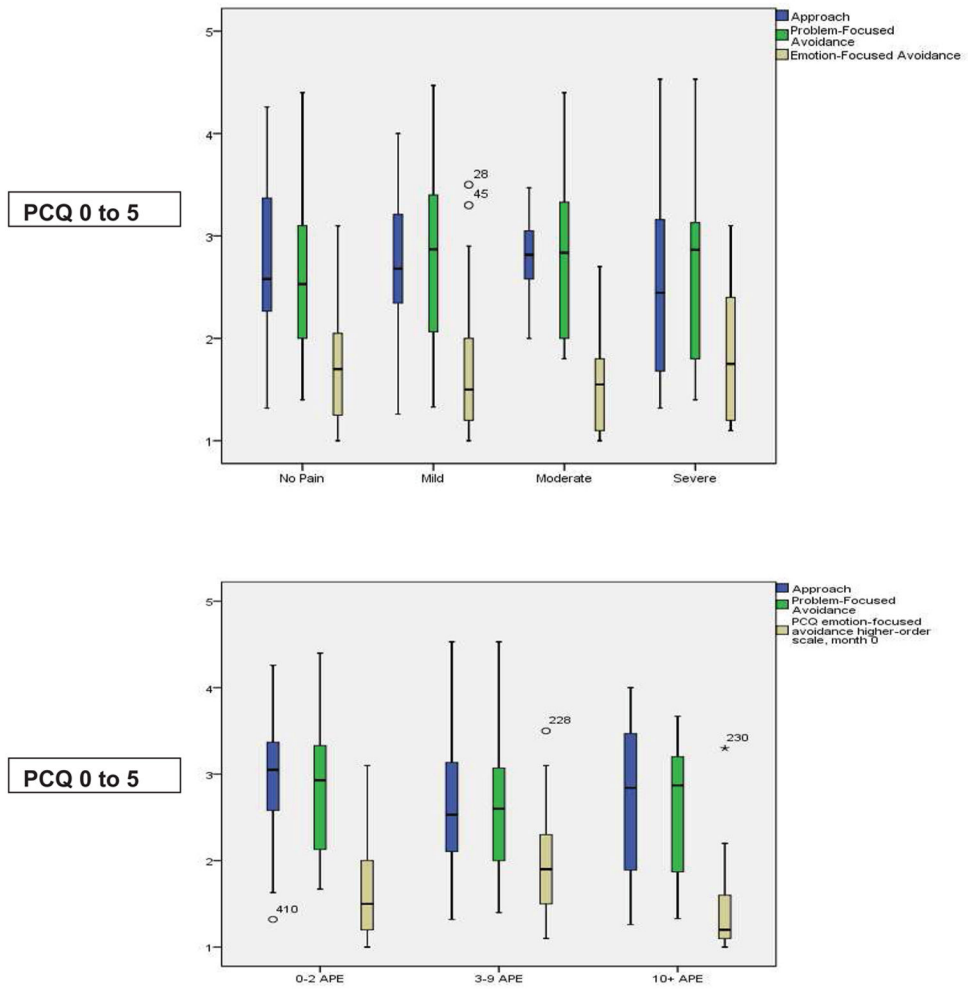 Approach
Problem-Focused
Avoidance
Emotion-Focused Avoidance
5
4
3
2
1
28
45
PCQ 0 to 5
No Pain
Mild
Moderate
Severe
Approach
Problem-Focused
Avoidance
PCQ emotion-focused
avoidance higher-order
scale, month 0
5
4
3
2
1
228
230
410
PCQ 0 to 5
0-2 APE
3-9 APE
10+ APE